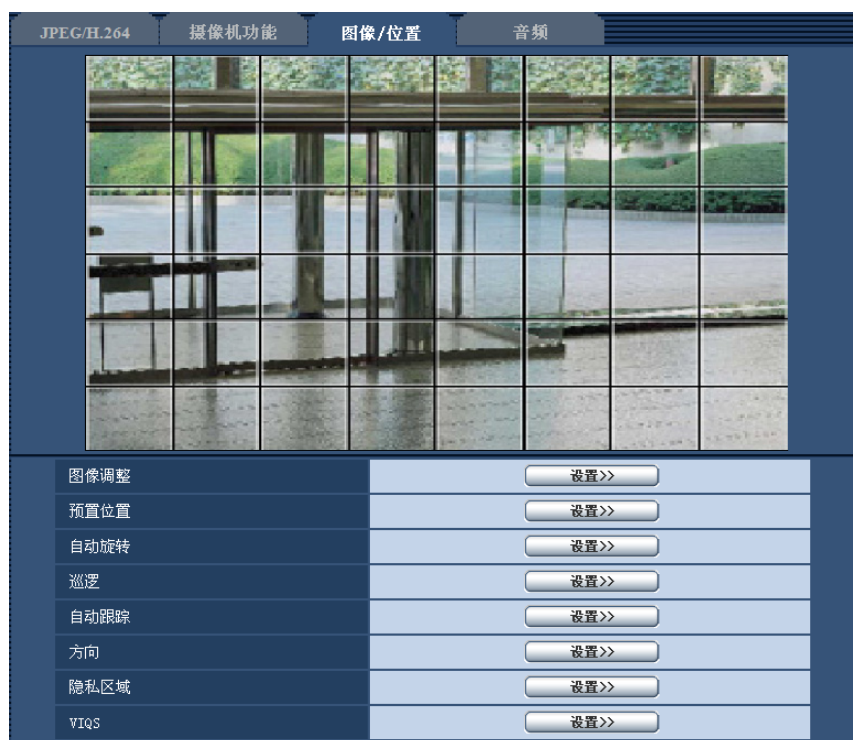 JPEG/H.264 摄像机功能 图像/位置 音频
图像调整 设置>>
预置位置 设置>>
自动旋转 设置>>
巡逻 设置>>
自动跟踪 设置>>
方向 设置>>
隐私区域 设置>>
VIQS 设置>>